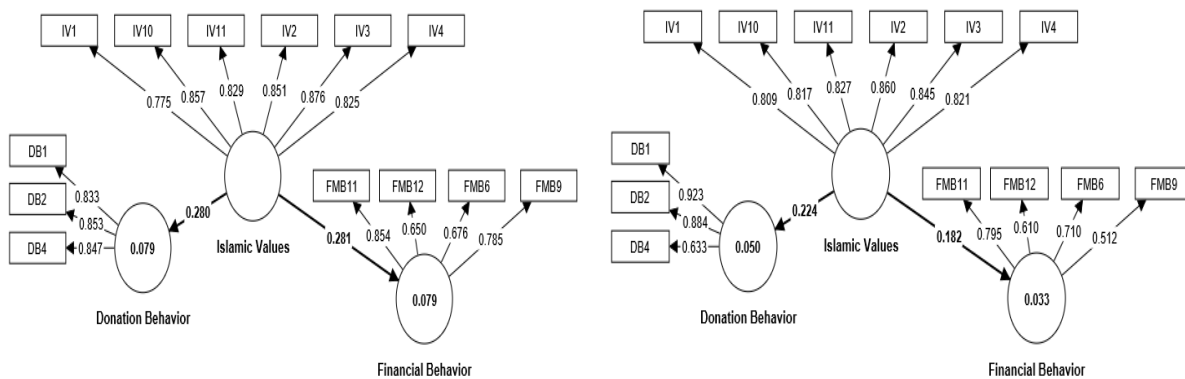 IV1 IV10 IV11 IV2 IV3 IV4
0.775 0.857 0.829 0.851 0.876 0.825
DB1
DB2
DB4
0.833
0.853
0.847
0.280
0.281
Islamic Values
0.079
Donation Behavior
FMB11 FMB12 FMB6 FMB9
0.854 0.650 0.676 0.785
0.079
Financial Behavior
IV1 IV10 IV11 IV2 IV3 IV4
0.809 0.817 0.827 0.860 0.845 0.821
DB1
DB2
DB4
0.923
0.884
0.633
0.224
0.182
Islamic Values
0.050
Donation Behavior
FMB11 FMB12 FMB6 FMB9
0.795 0.610 0.710 0.512
0.033
Financial Behavior